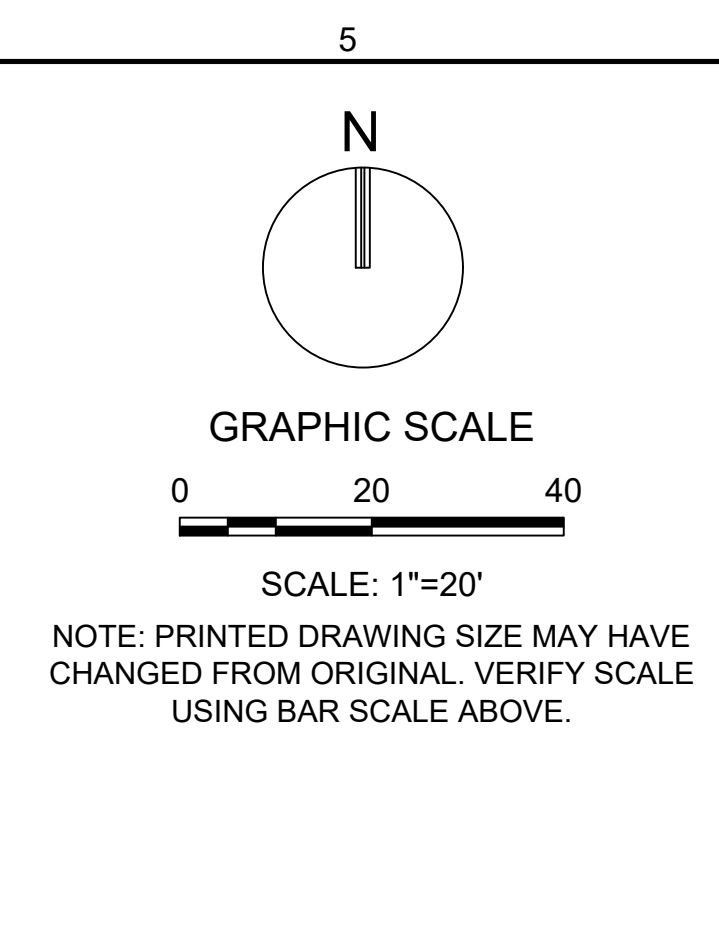 5
N
GRAPHIC SCALE
0 20 40
SCALE: 1"=20'
NOTE: PRINTED DRAWING SIZE MAY HAVE
CHANGED FROM ORIGINAL. VERIFY SCALE
USING BAR SCALE ABOVE.